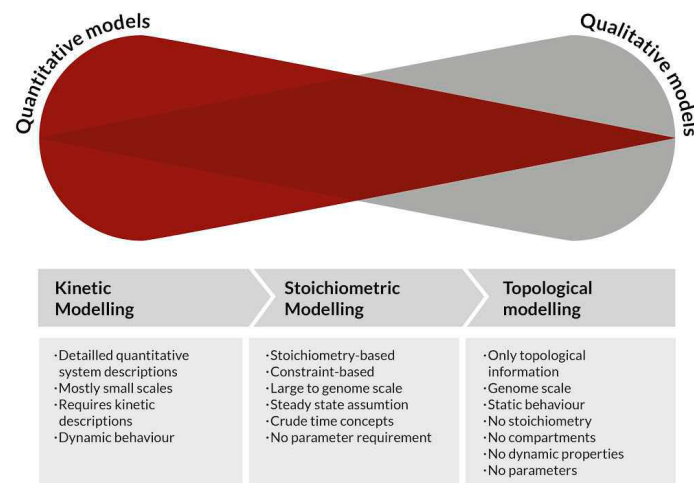 Quantitative models
Qualitative models
Kinetic
Modelling
Stoichiometric
Modelling
Topological
modelling
·Detailled quantitative
system descriptions
·Mostly small scales
·Requires kinetic
descriptions
·Dynamic behaviour
·Stoichiometry-based
·Constraint-based
·Large to genome scale
·Steady state assumtion
·Crude time concepts
·No parameter requirement
·Only topological
information
·Genome scale
·Static behaviour
·No stoichiometry
·No compartments
·No dynamic properties
·No parameters